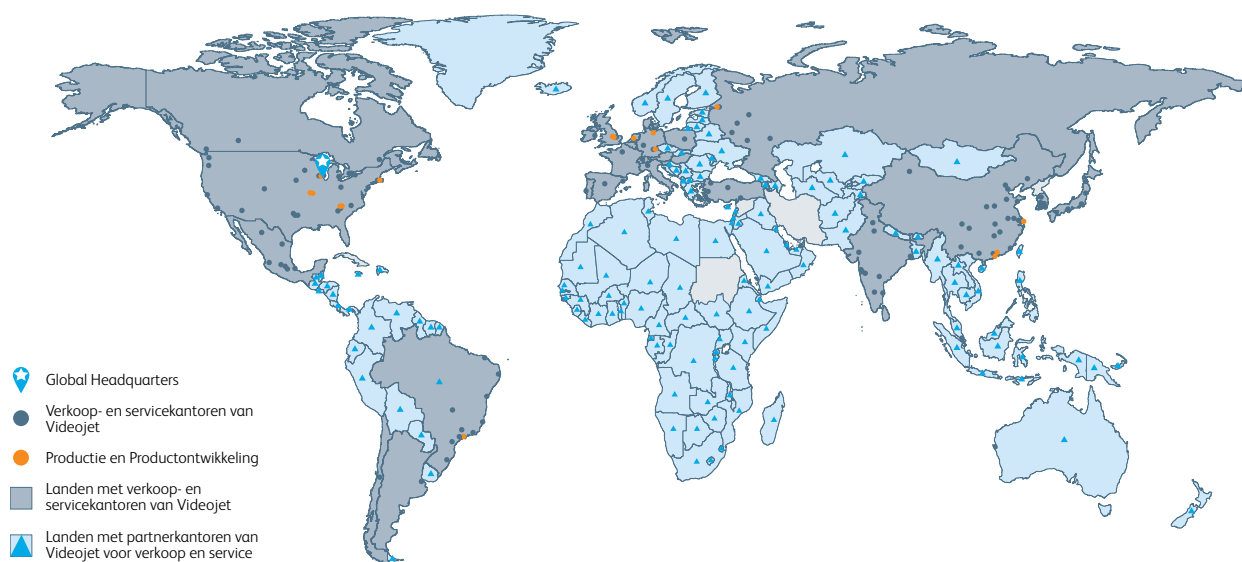 Global Headquarters
Verkoop- en servicekantoren van
Videojet
Productie en Productontwikkeling
Landen met verkoop- en
servicekantoren van Videojet
Landen met partnerkantoren van
Videojet voor verkoop en service